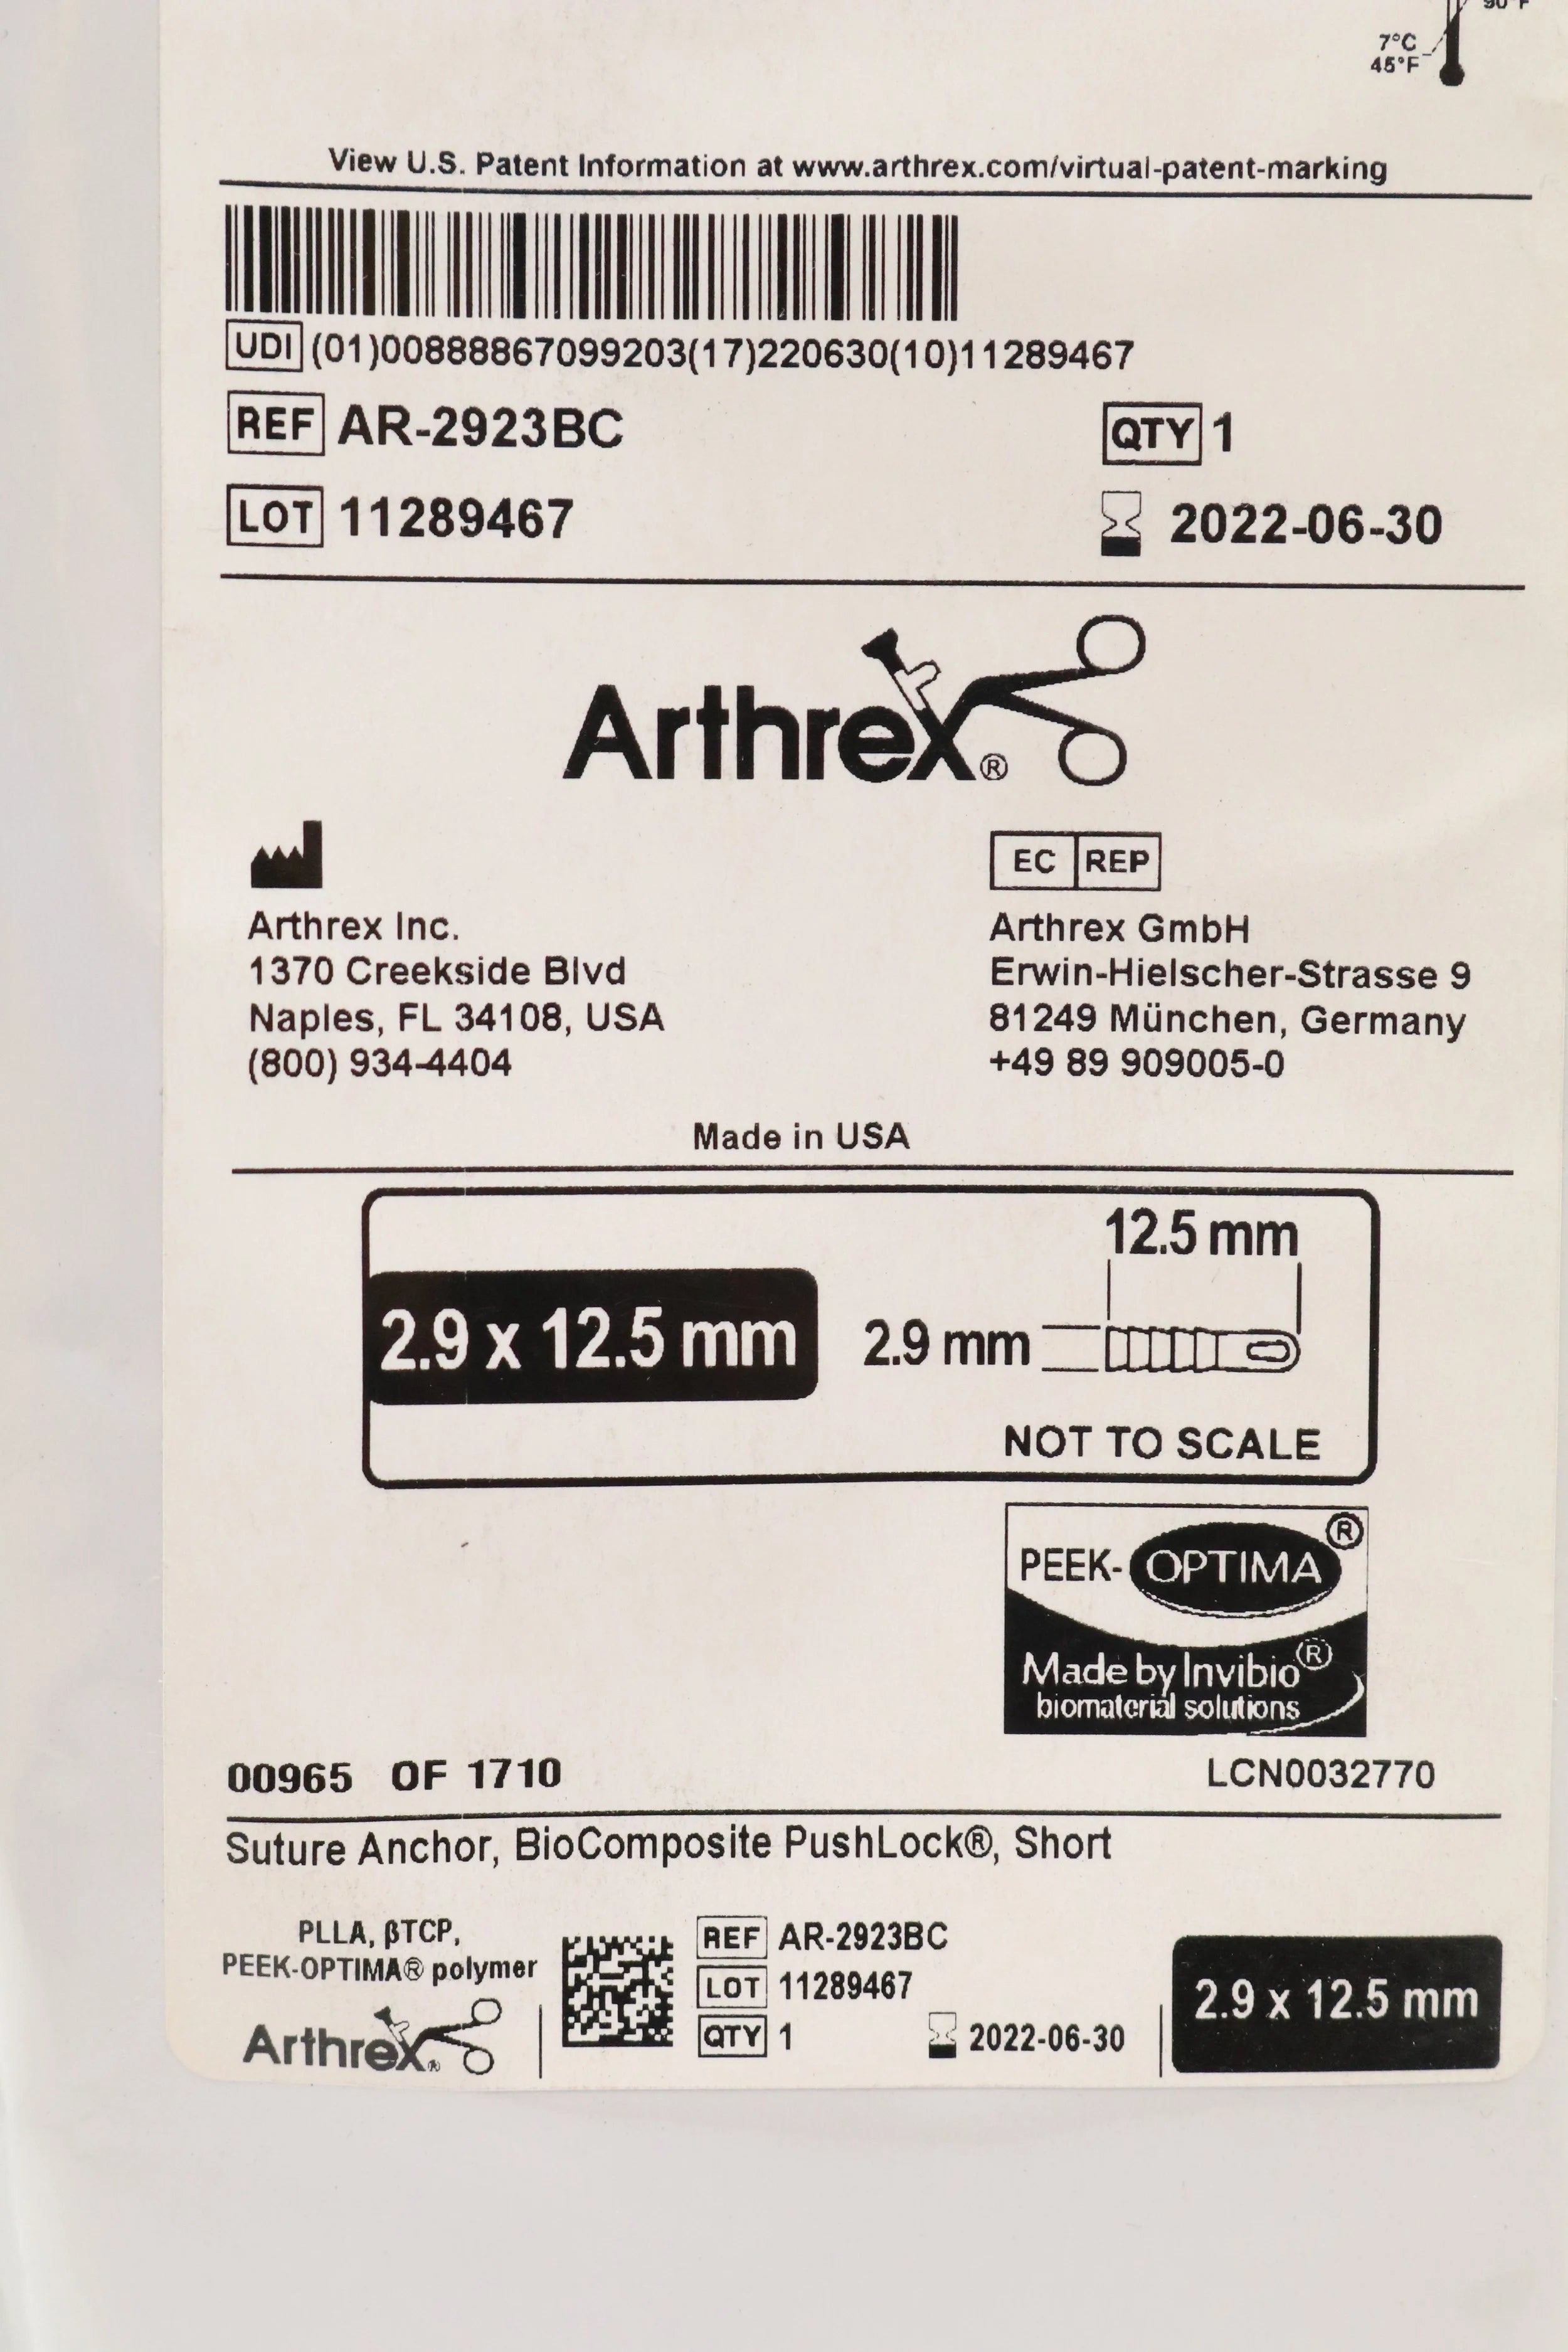 90°F
7°C
45°F
View U.S. Patent Information at www.arthrex.com/virtual-patent-marking
UDI (01)00888867099203(17)220630(10)11289467
REF AR-2923BC
QTY 1
LOT 11289467
2022-06-30
Arthrex®
EC REP
Arthrex Inc.
1370 Creekside Blvd
Naples, FL 34108, USA
(800) 934-4404
Arthrex GmbH
Erwin-Hielscher-Strasse 9
81249 München, Germany
+49 89 909005-0
Made in USA
12.5 mm
2.9 x 12.5 mm
2.9 mm
NOT TO SCALE
PEEK-OPTIMA®
Made by Invibio®
biomaterial solutions
00965 OF 1710
LCN0032770
Suture Anchor, BioComposite PushLock®, Short
PLLA, βTCP,
PEEK-OPTIMA® polymer
Arthrex®
REF AR-2923BC
LOT 11289467
QTY 1
2022-06-30
2.9 x 12.5 mm